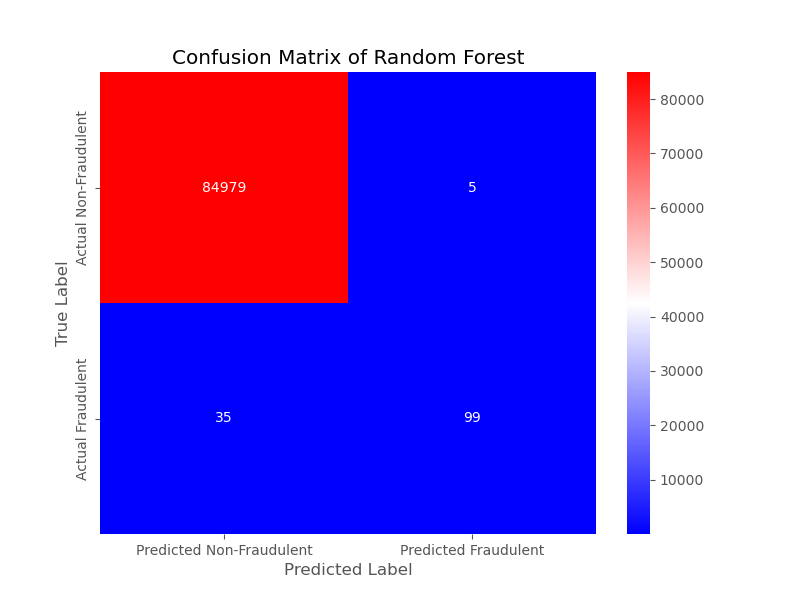 Confusion Matrix of Random Forest
Actual Non-Fraudulent
Actual Fraudulent
True Label
84979
5
35
99
Predicted Non-Fraudulent
Predicted Fraudulent
Predicted Label
80000
70000
60000
50000
40000
30000
20000
10000